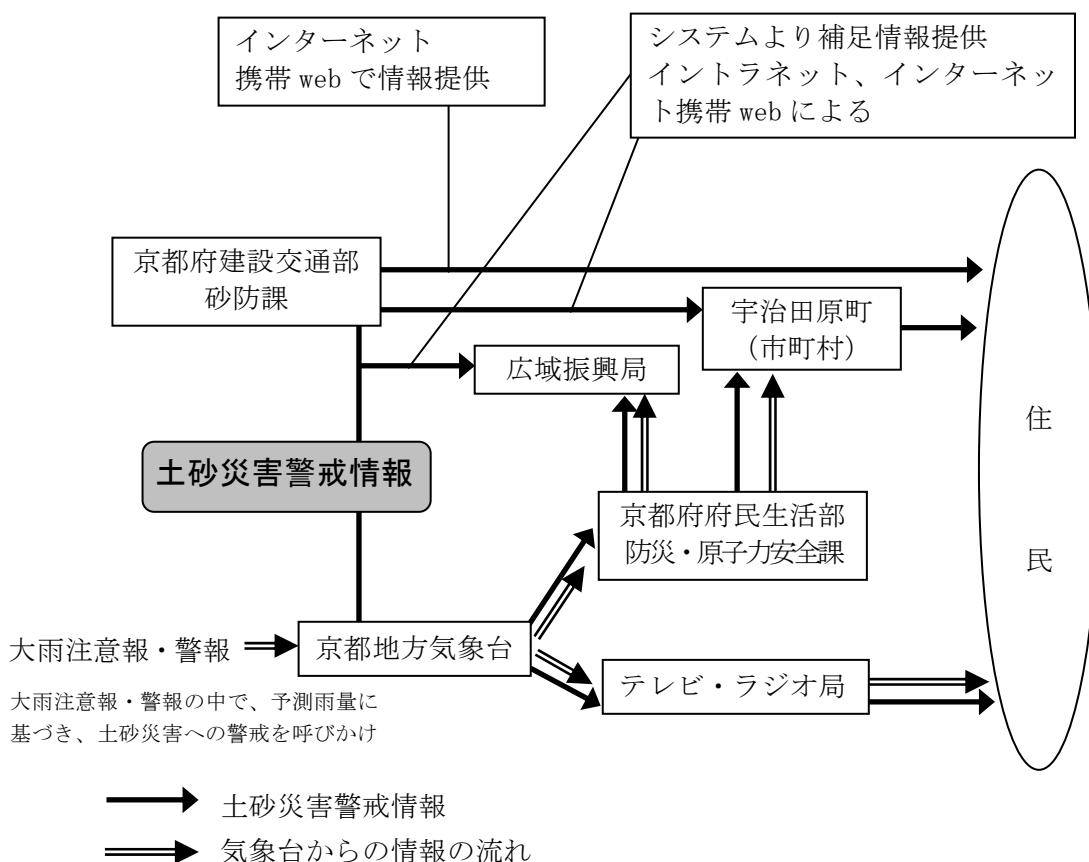 インターネット
携帯 web で情報提供
システムより補足情報提供
イントラネット、インターネッ
ト携帯 web による
京都府建設交通部
砂防課
宇治田原町
（市町村）
広域振興局
住
民
土砂災害警戒情報
京都府府民生活部
防災・原子力安全課
大雨注意報・警報
京都地方気象台
テレビ・ラジオ局
大雨注意報・警報の中で、予測雨量に
基づき、土砂災害への警戒を呼びかけ
土砂災害警戒情報
気象台からの情報の流れ